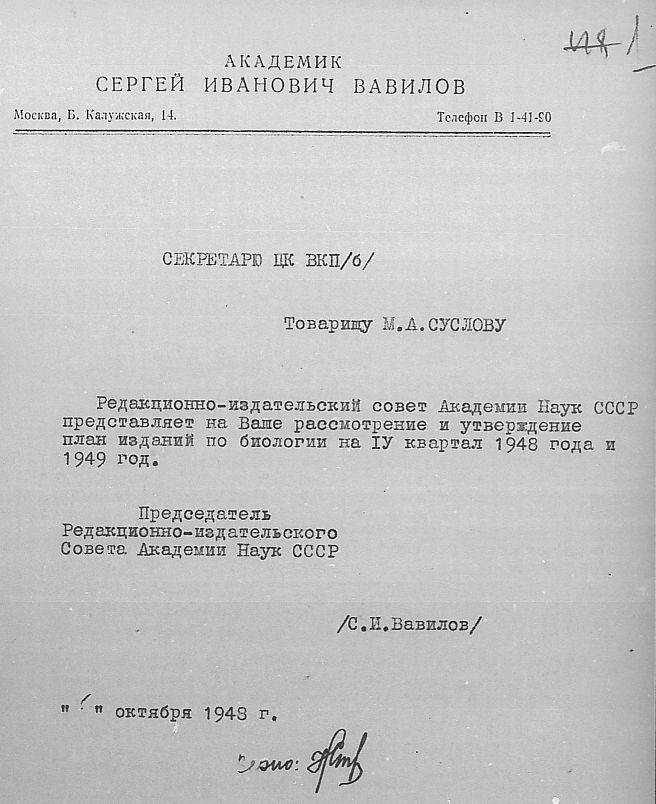 АКАДЕМИК
СЕРГЕЙ ИВАНОВИЧ ВАВИЛОВ
Москва, Б. Калужская, 14. Телефон В 1-41-90
СЕКРЕТАРЮ ЦК ВКП/б/
Товарищу М.А.СУСЛОВУ
Редакционно-издательский совет Академии Наук СССР
представляет на Ваше рассмотрение и утверждение
план изданий по биологии на IУ квартал 1948 года и
1949 год.
Председатель
Редакционно-издательского
Совета Академии Наук СССР
/С.И.Вавилов/
" " октября 1948 г.